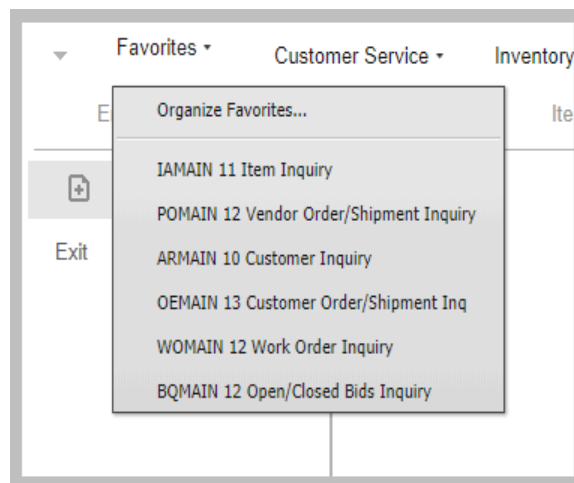 Favorites
Customer Service
Inventory
Organize Favorites...
IAMAIN 11 Item Inquiry
POMAIN 12 Vendor Order/Shipment Inquiry
ARMAIN 10 Customer Inquiry
OEMAIN 13 Customer Order/Shipment Inq
WOMAIN 12 Work Order Inquiry
BQMAIN 12 Open/Closed Bids Inquiry
Exit